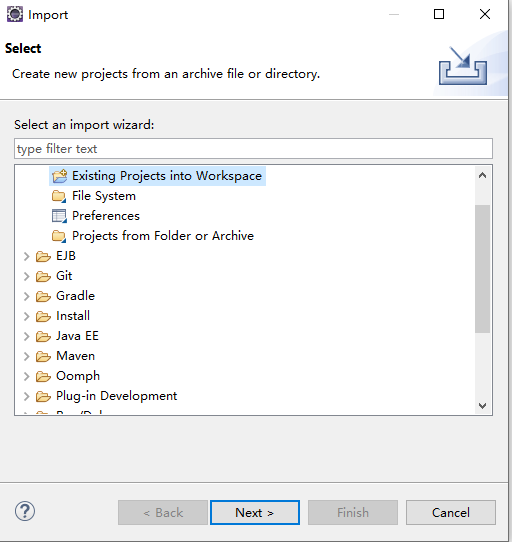 Import
Select
Create new projects from an archive file or directory.
Select an import wizard:
type filter text
Existing Projects into Workspace
File System
Preferences
Projects from Folder or Archive
EJB
Git
Gradle
Install
Java EE
Maven
Oomph
Plug-in Development
< Back
Next >
Finish
Cancel